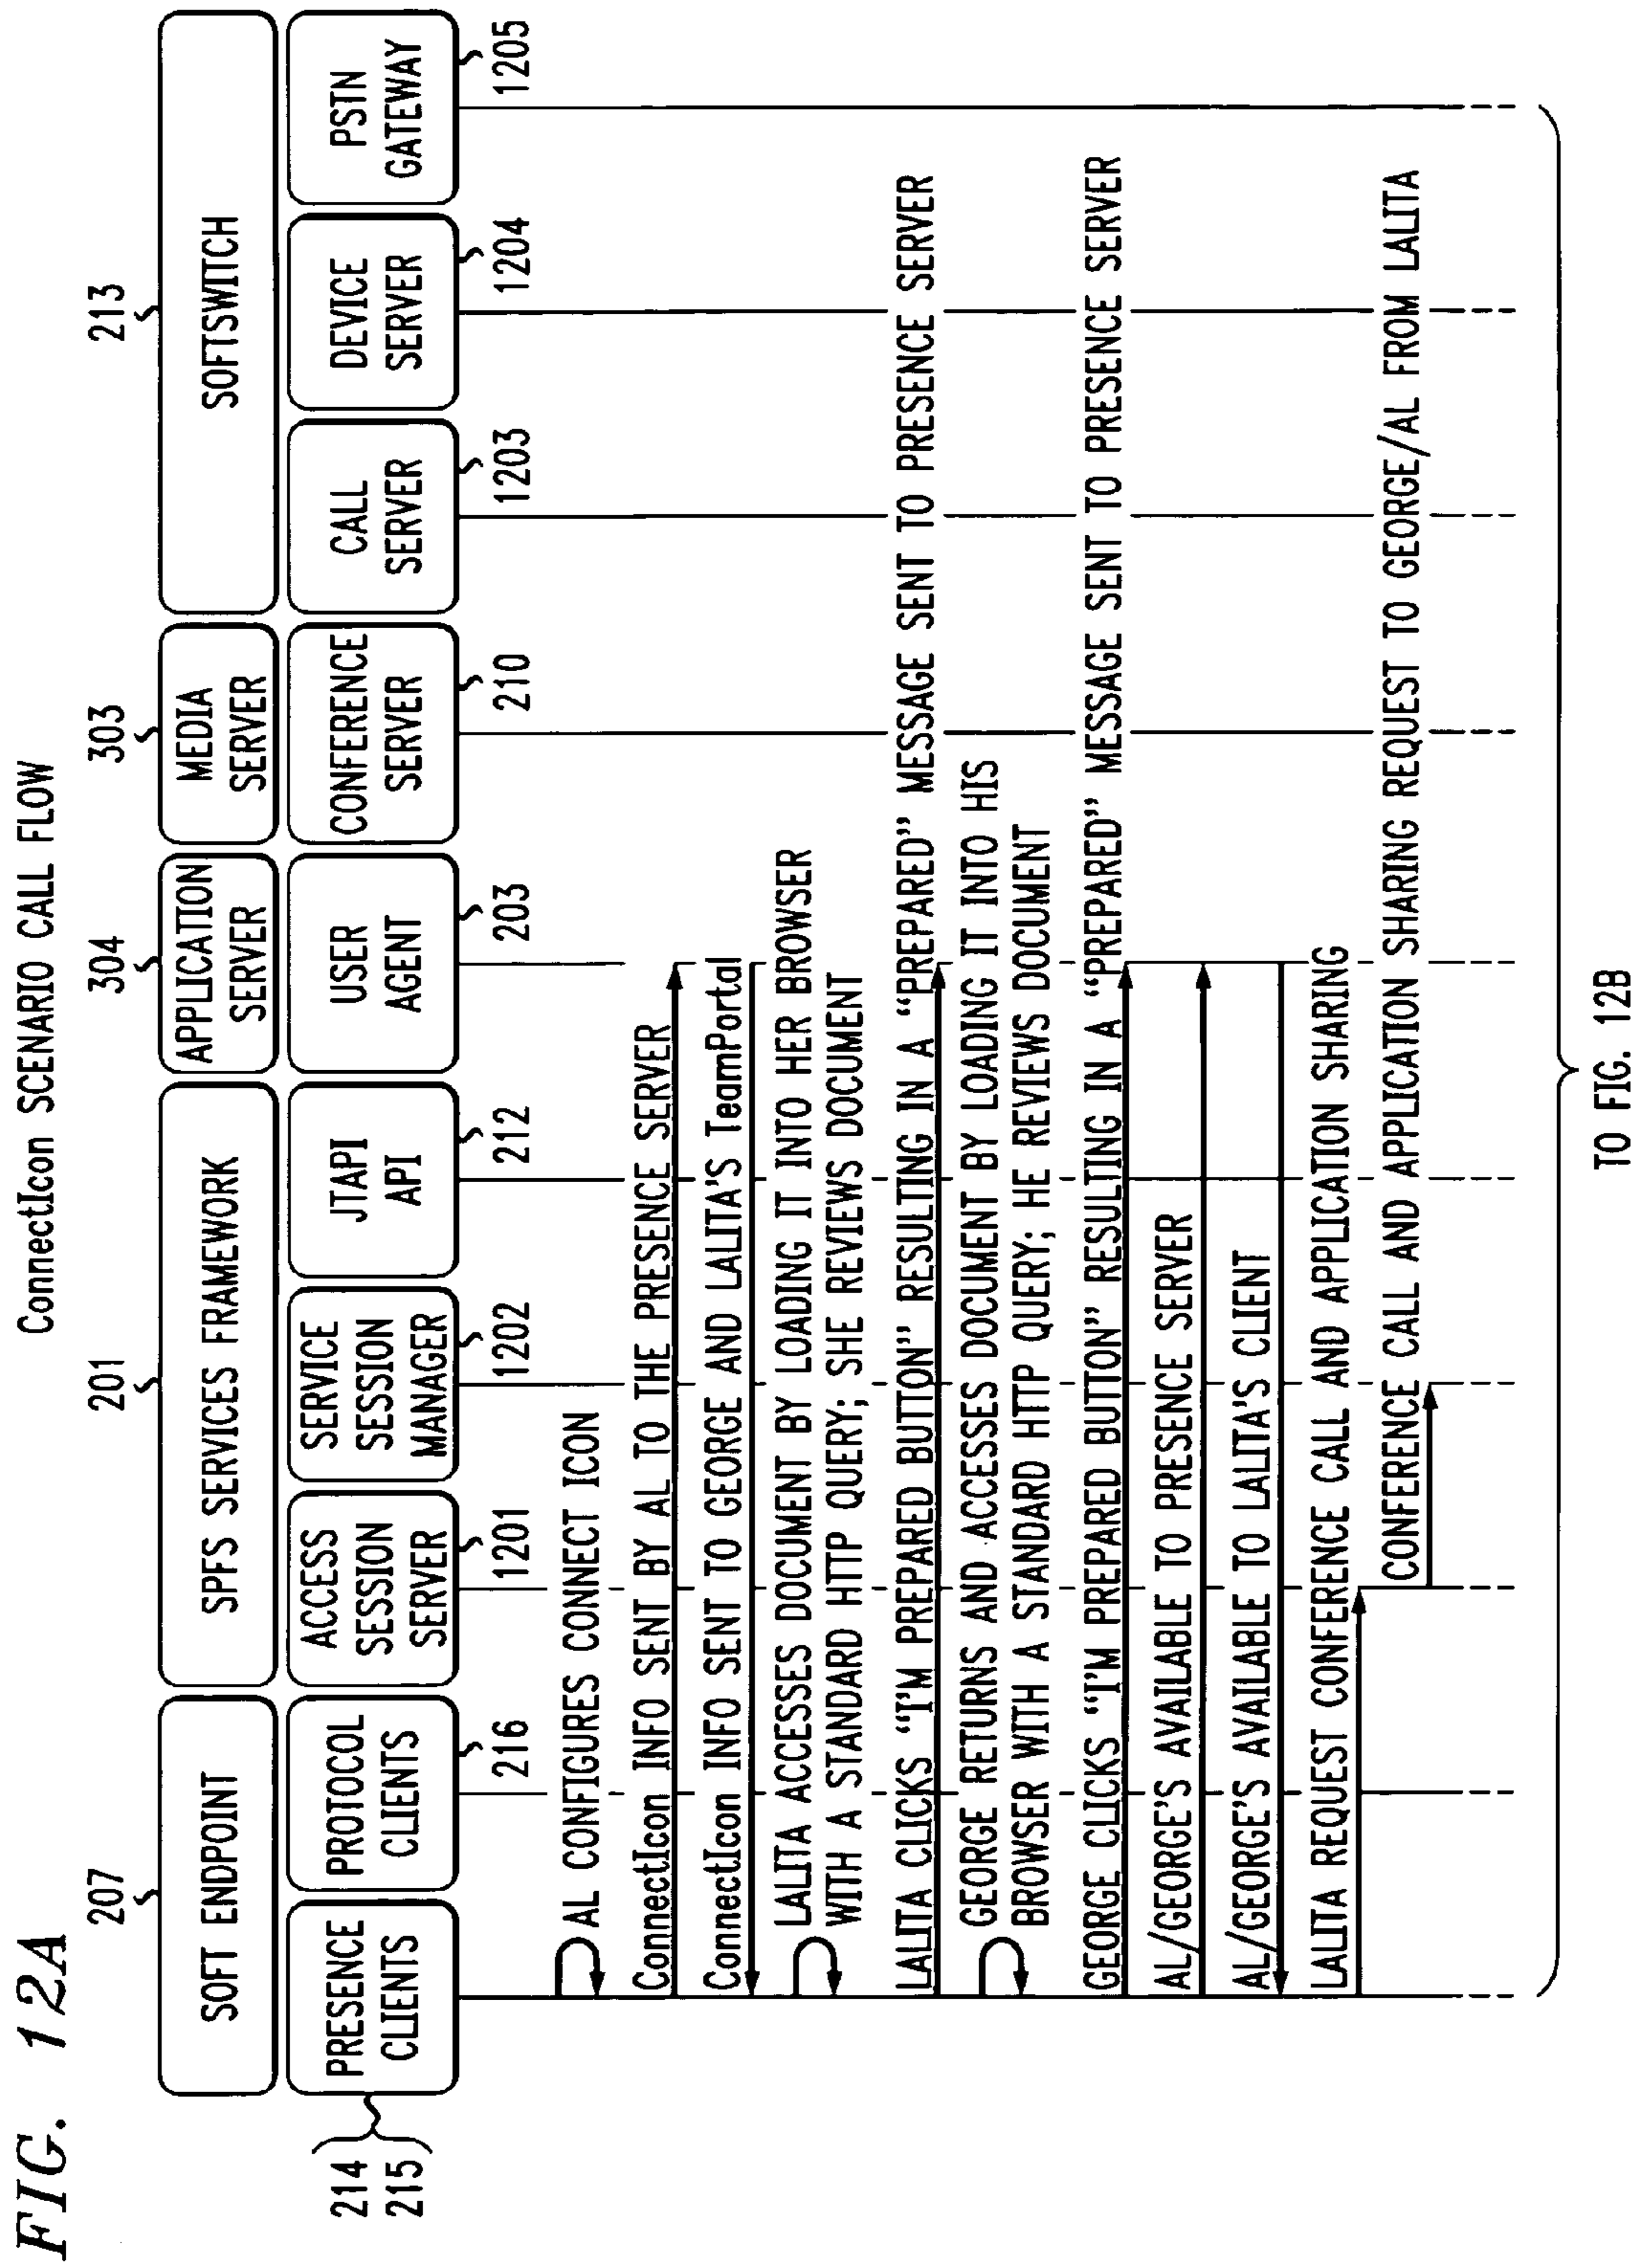 FIG. 12A
ConnectIcon SCENARIO CALL FLOW
207
201
304
303
213
SOFT ENDPOINT
SPFS SERVICES FRAMEWORK
APPLICATION
SERVER
MEDIA
SERVER
SOFTSWITCH
214
215
PRESENCE
CLIENTS
PROTOCOL
CLIENTS
216
ACCESS
SESSION
SERVER
1201
SERVICE
SESSION
MANAGER
1202
JTAPI
API
212
USER
AGENT
203
CONFERENCE
SERVER
210
CALL
SERVER
1203
DEVICE
SERVER
1204
PSTN
GATEWAY
1205
AL CONFIGURES CONNECT ICON
ConnectIcon INFO SENT BY AL TO THE PRESENCE SERVER
ConnectIcon INFO SENT TO GEORGE AND LALITA'S TeamPortal
LALITA ACCESSES DOCUMENT BY LOADING IT INTO HER BROWSER
WITH A STANDARD HTTP QUERY; SHE REVIEWS DOCUMENT
LALITA CLICKS “I'M PREPARED BUTTON” RESULTING IN A “PREPARED” MESSAGE SENT TO PRESENCE SERVER
GEORGE RETURNS AND ACCESSES DOCUMENT BY LOADING IT INTO HIS
BROWSER WITH A STANDARD HTTP QUERY; HE REVIEWS DOCUMENT
GEORGE CLICKS “I'M PREPARED BUTTON” RESULTING IN A “PREPARED” MESSAGE SENT TO PRESENCE SERVER
AL/GEORGE'S AVAILABLE TO PRESENCE SERVER
AL/GEORGE'S AVAILABLE TO LALITA'S CLIENT
LALITA REQUEST CONFERENCE CALL AND APPLICATION SHARING
CONFERENCE CALL AND APPLICATION SHARING REQUEST TO GEORGE/AL FROM LALITA
TO FIG. 12B